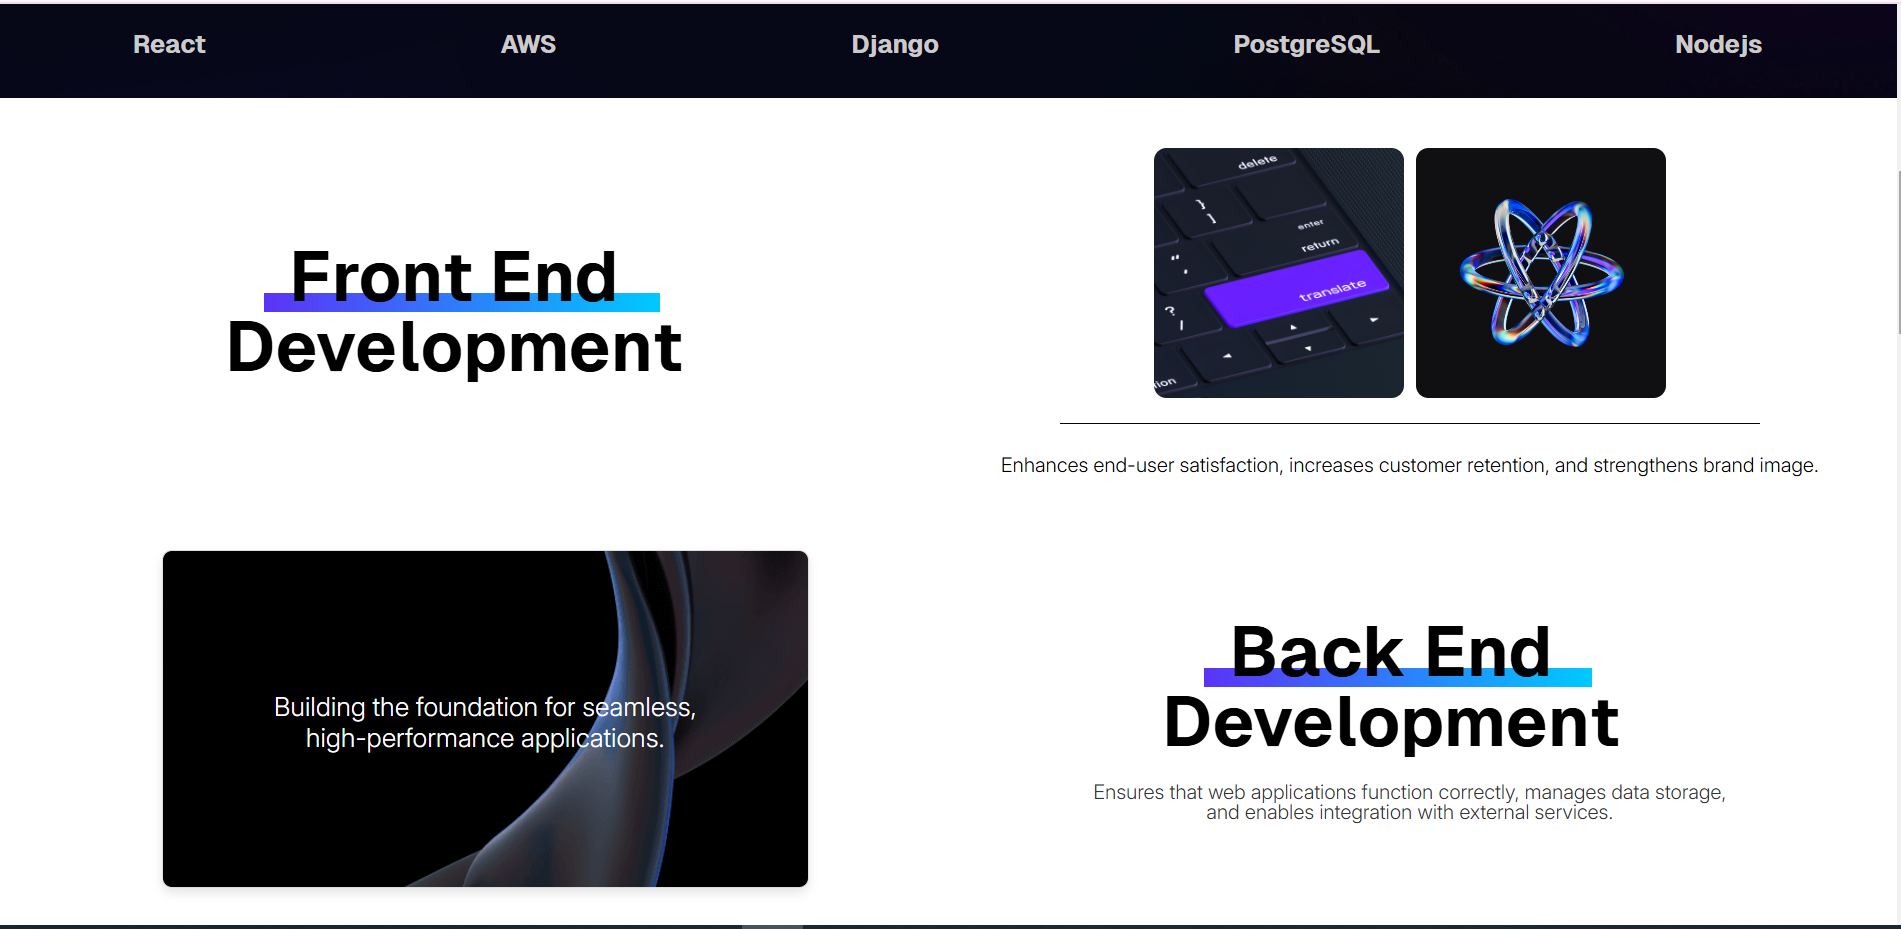 React AWS Django PostgreSQL Nodejs
Front End
Development
delete
}
]
enter
return
"
'
translate
?
/
tion
Enhances end-user satisfaction, increases customer retention, and strengthens brand image.
Building the foundation for seamless,
high-performance applications.
Back End
Development
Ensures that web applications function correctly, manages data storage,
and enables integration with external services.